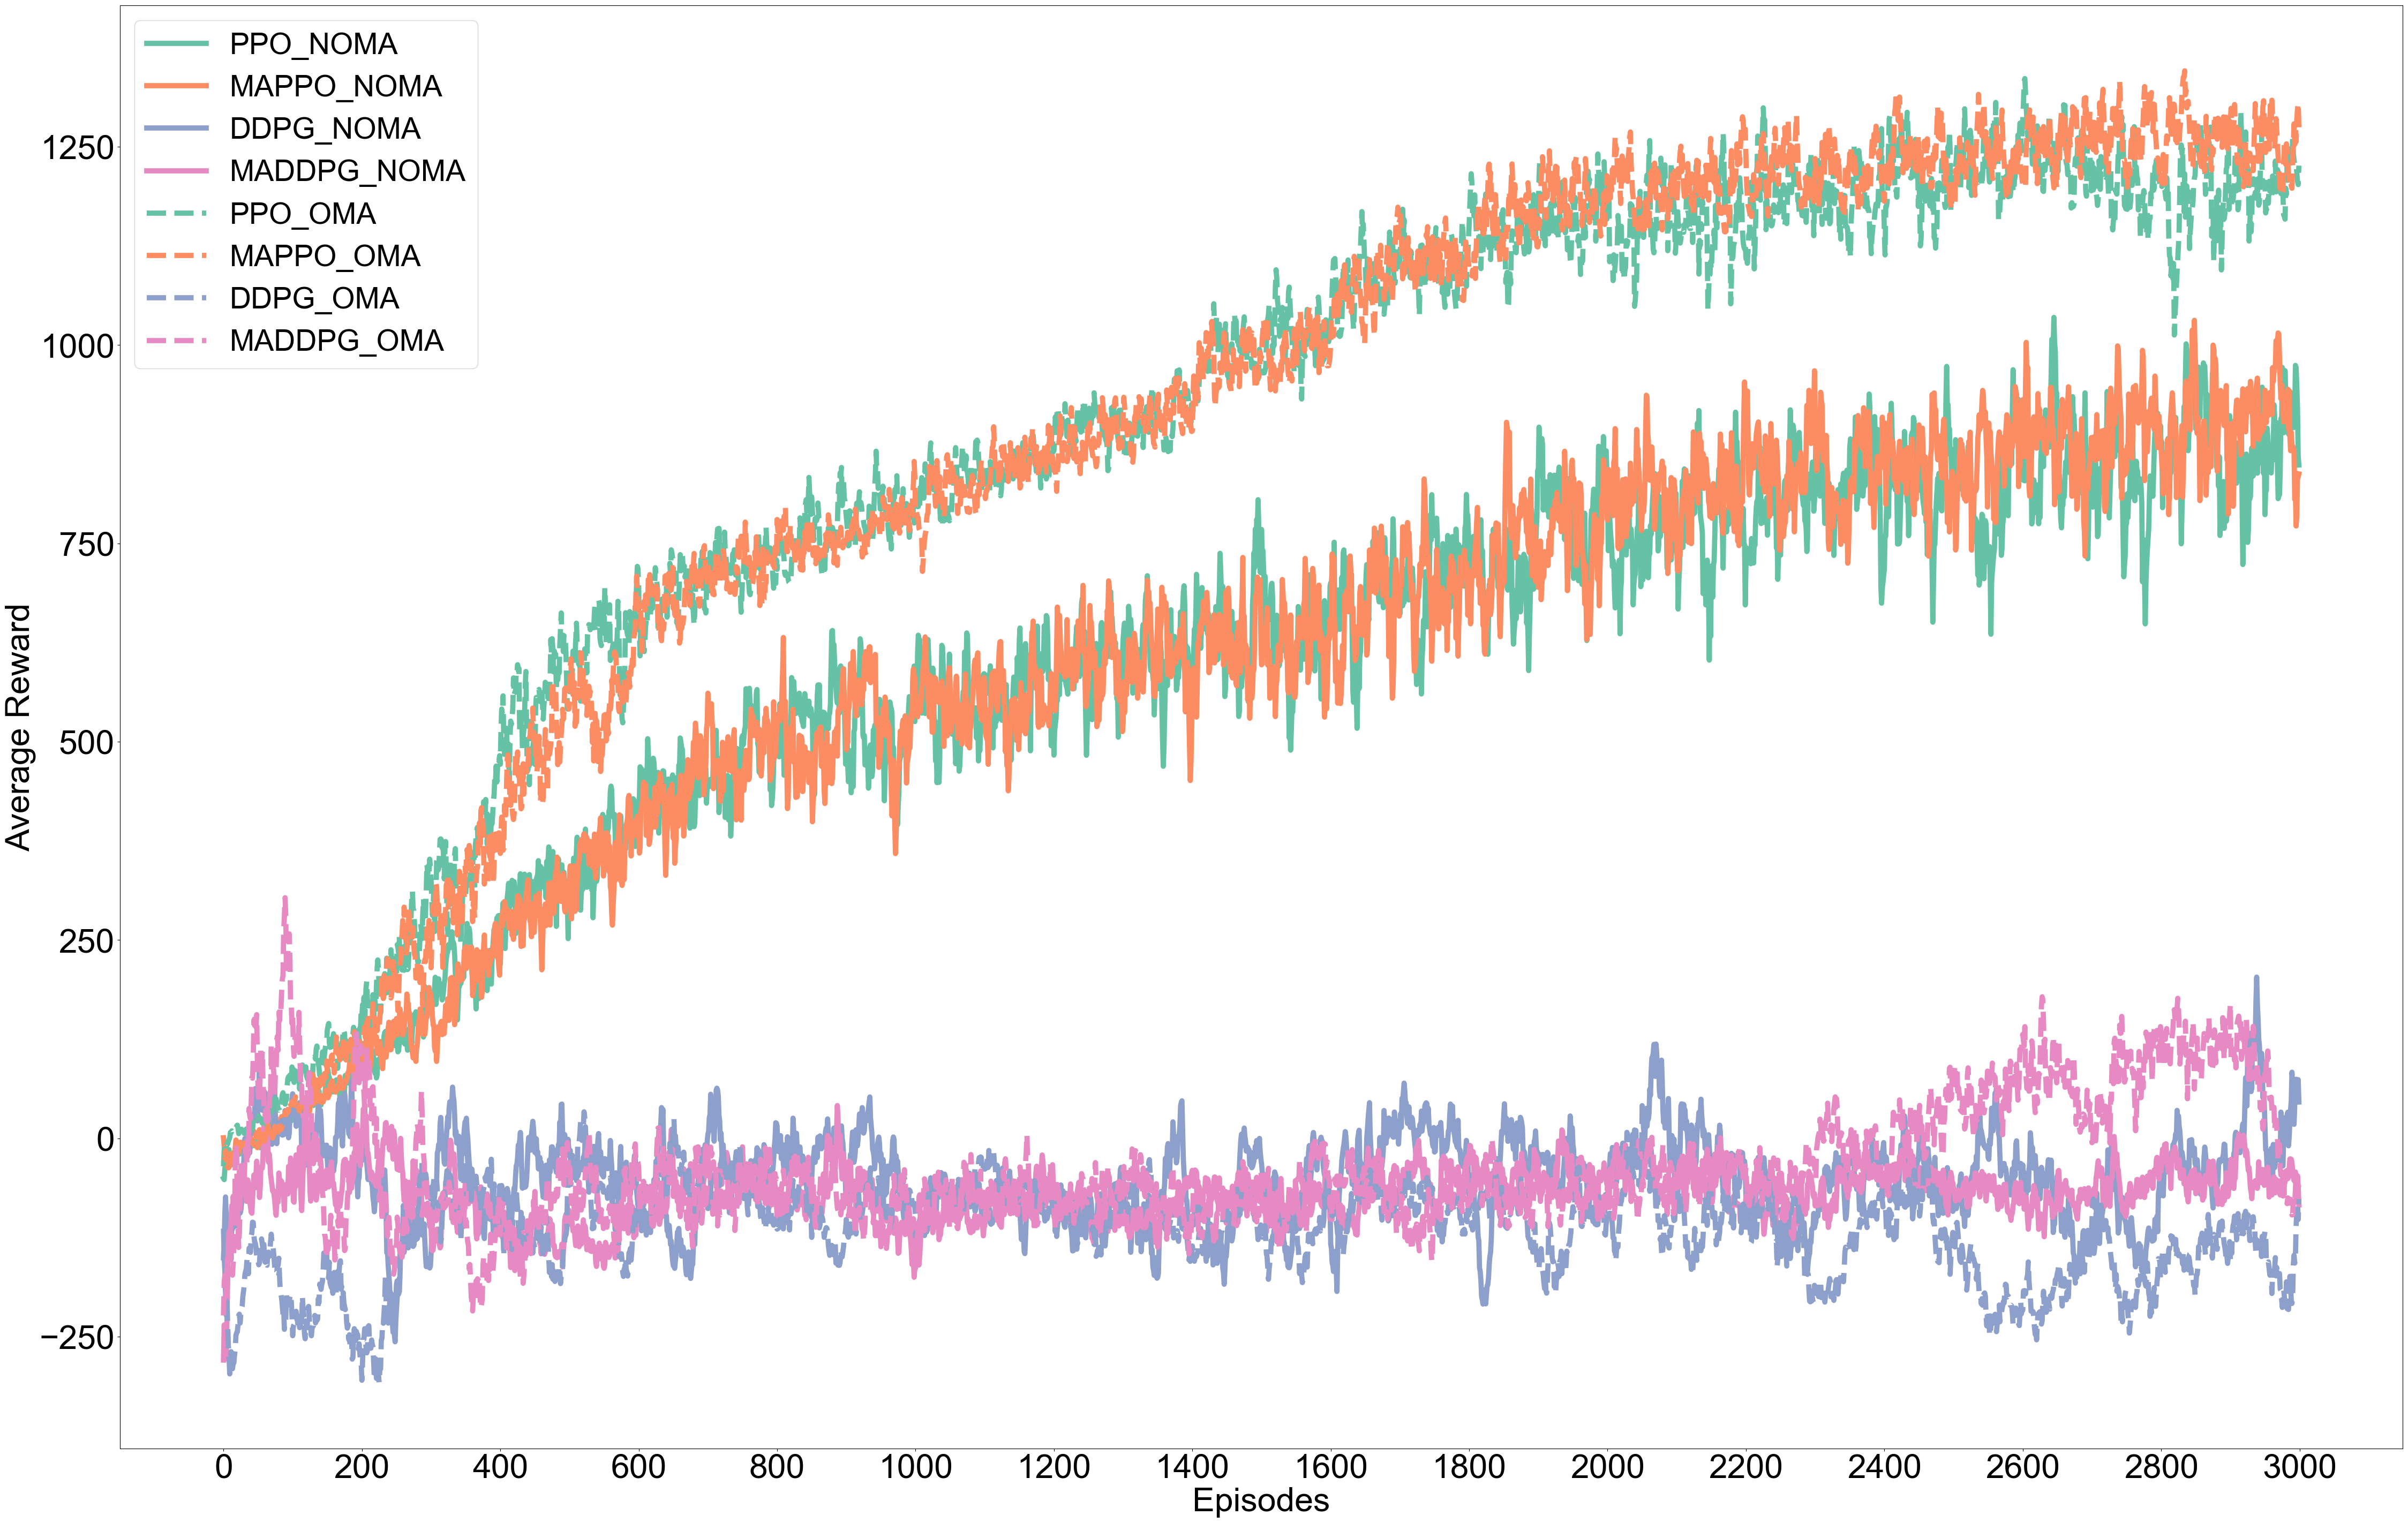 PPO_NOMA
MAPPO_NOMA
DDPG_NOMA
MADDPG_NOMA
PPO_OMA
MAPPO_OMA
DDPG_OMA
MADDPG_OMA
Average Reward
1250
1000
750
500
250
0
−250
0 200 400 600 800 1000 1200 1400 1600 1800 2000 2200 2400 2600 2800 3000
Episodes